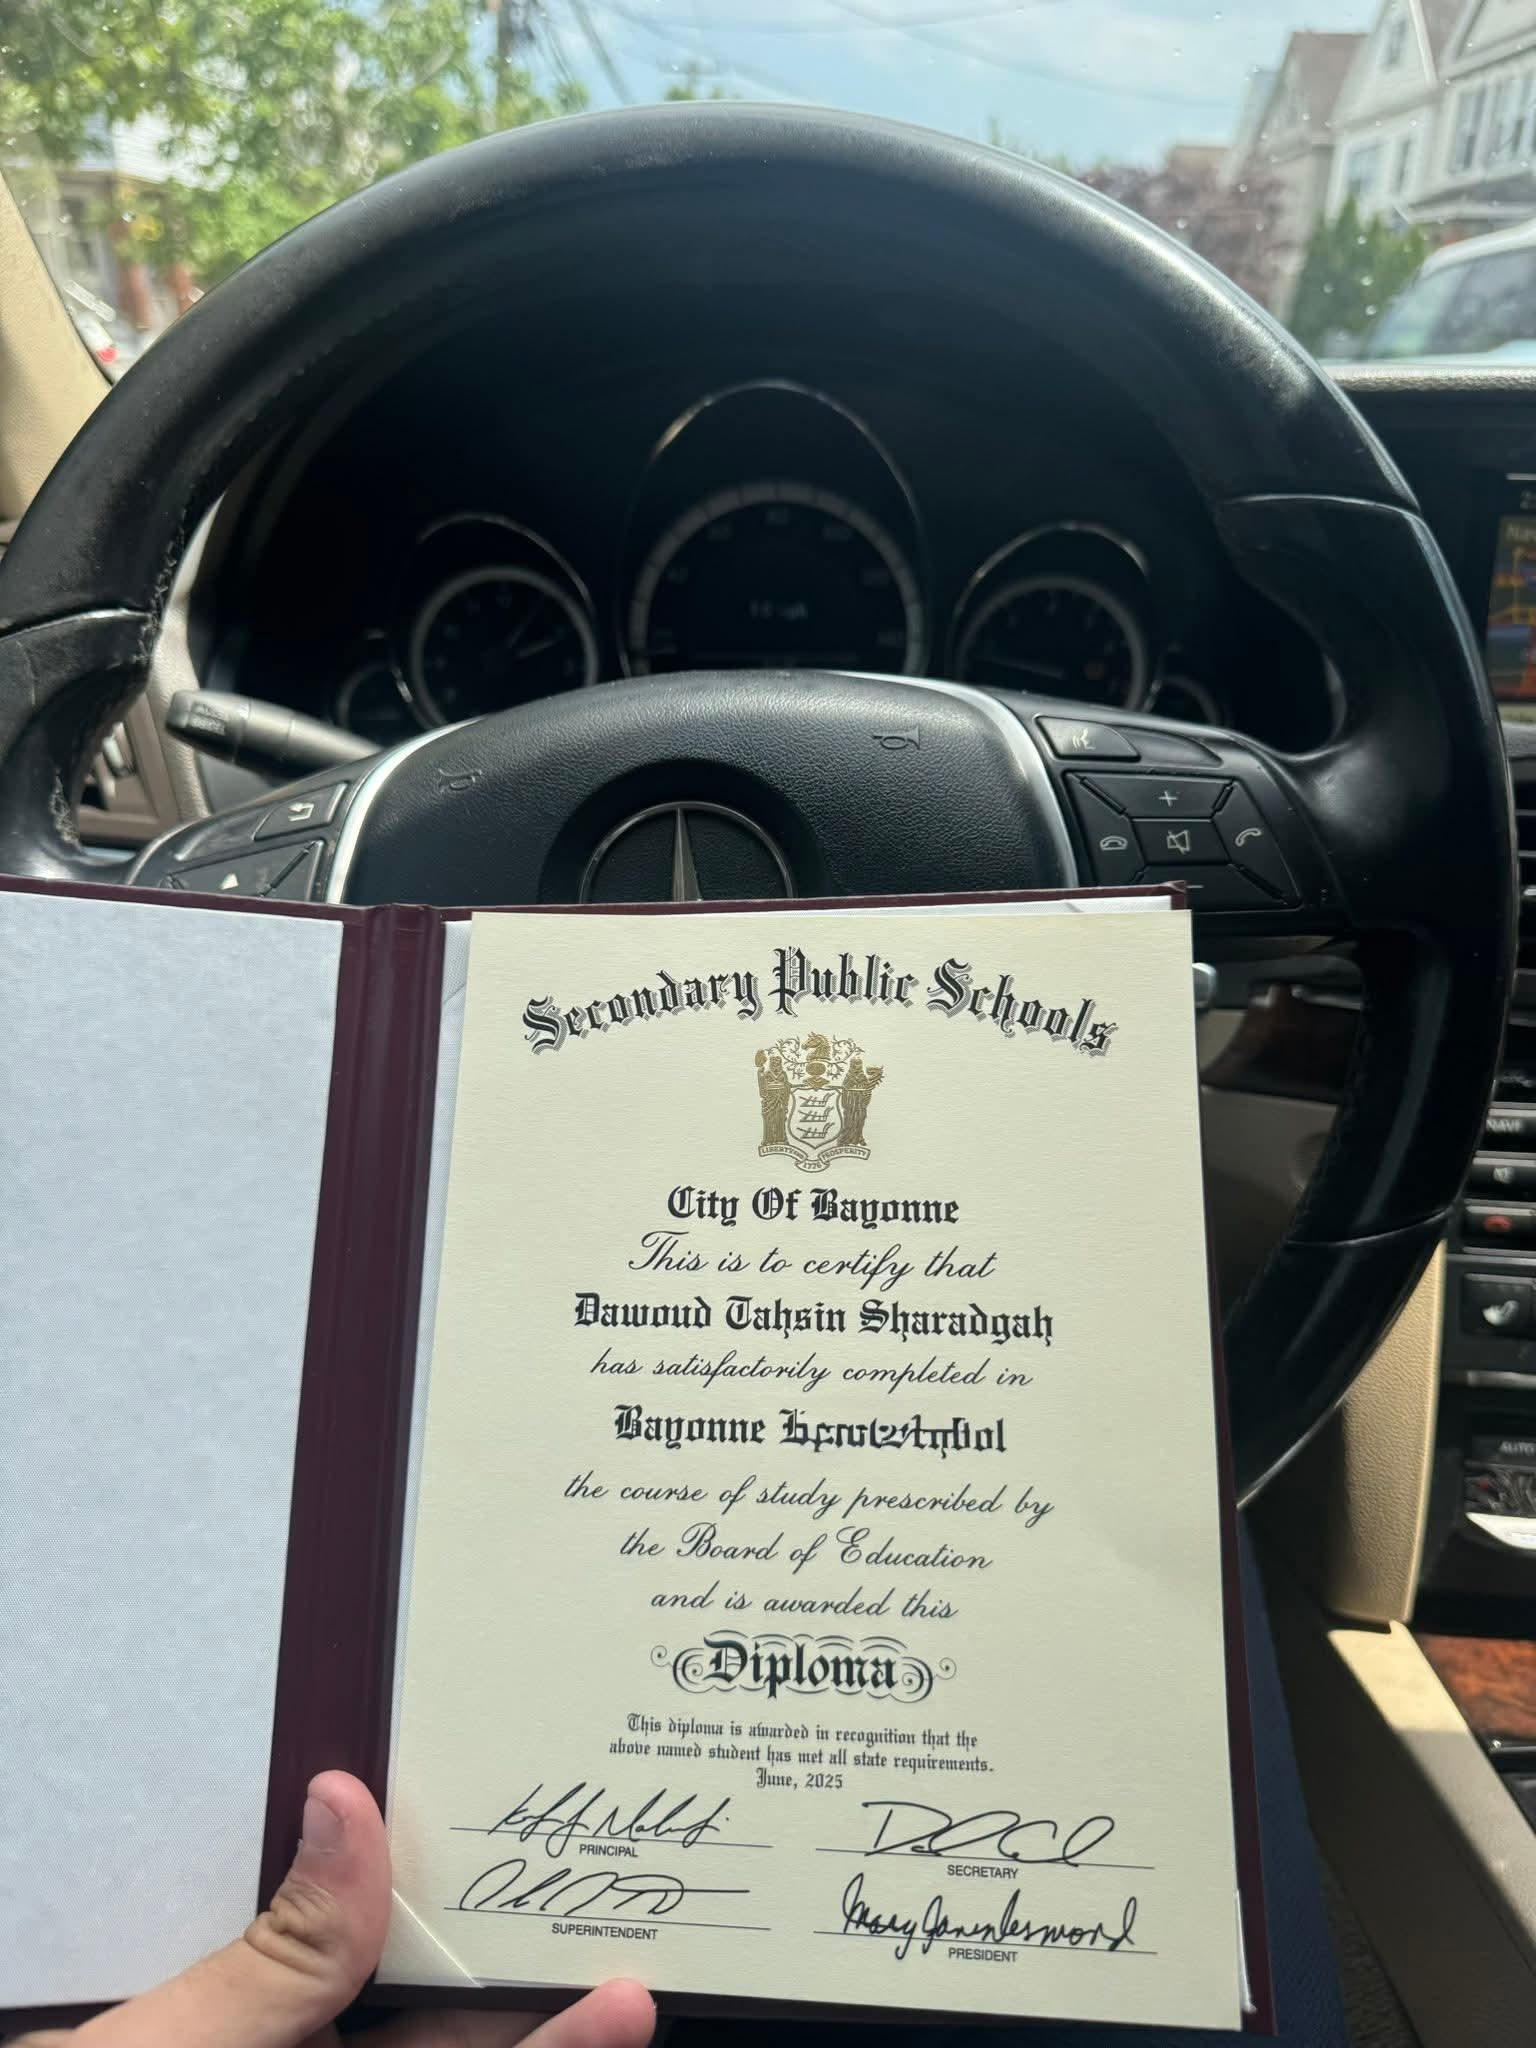 Secondary Public Schools
LIBERTY AND PROSPERITY
1776
City Of Bayonne
This is to certify that
Dawoud Tahsin Sharadgah
has satisfactorily completed in
Bayonne
the course of study prescribed by
the Board of Education
and is awarded this
Diploma
This diploma is awarded in recognition that the
above named student has met all state requirements.
June, 2025
PRINCIPAL
SECRETARY
SUPERINTENDENT
PRESIDENT
NAVI
AUTO